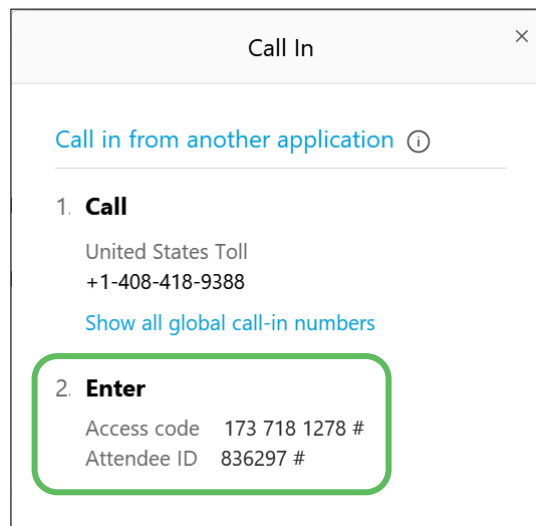 Call In
Call in from another application
1. Call
United States Toll
+1-408-418-9388
Show all global call-in numbers
2. Enter
Access code 173 718 1278 #
Attendee ID 836297 #